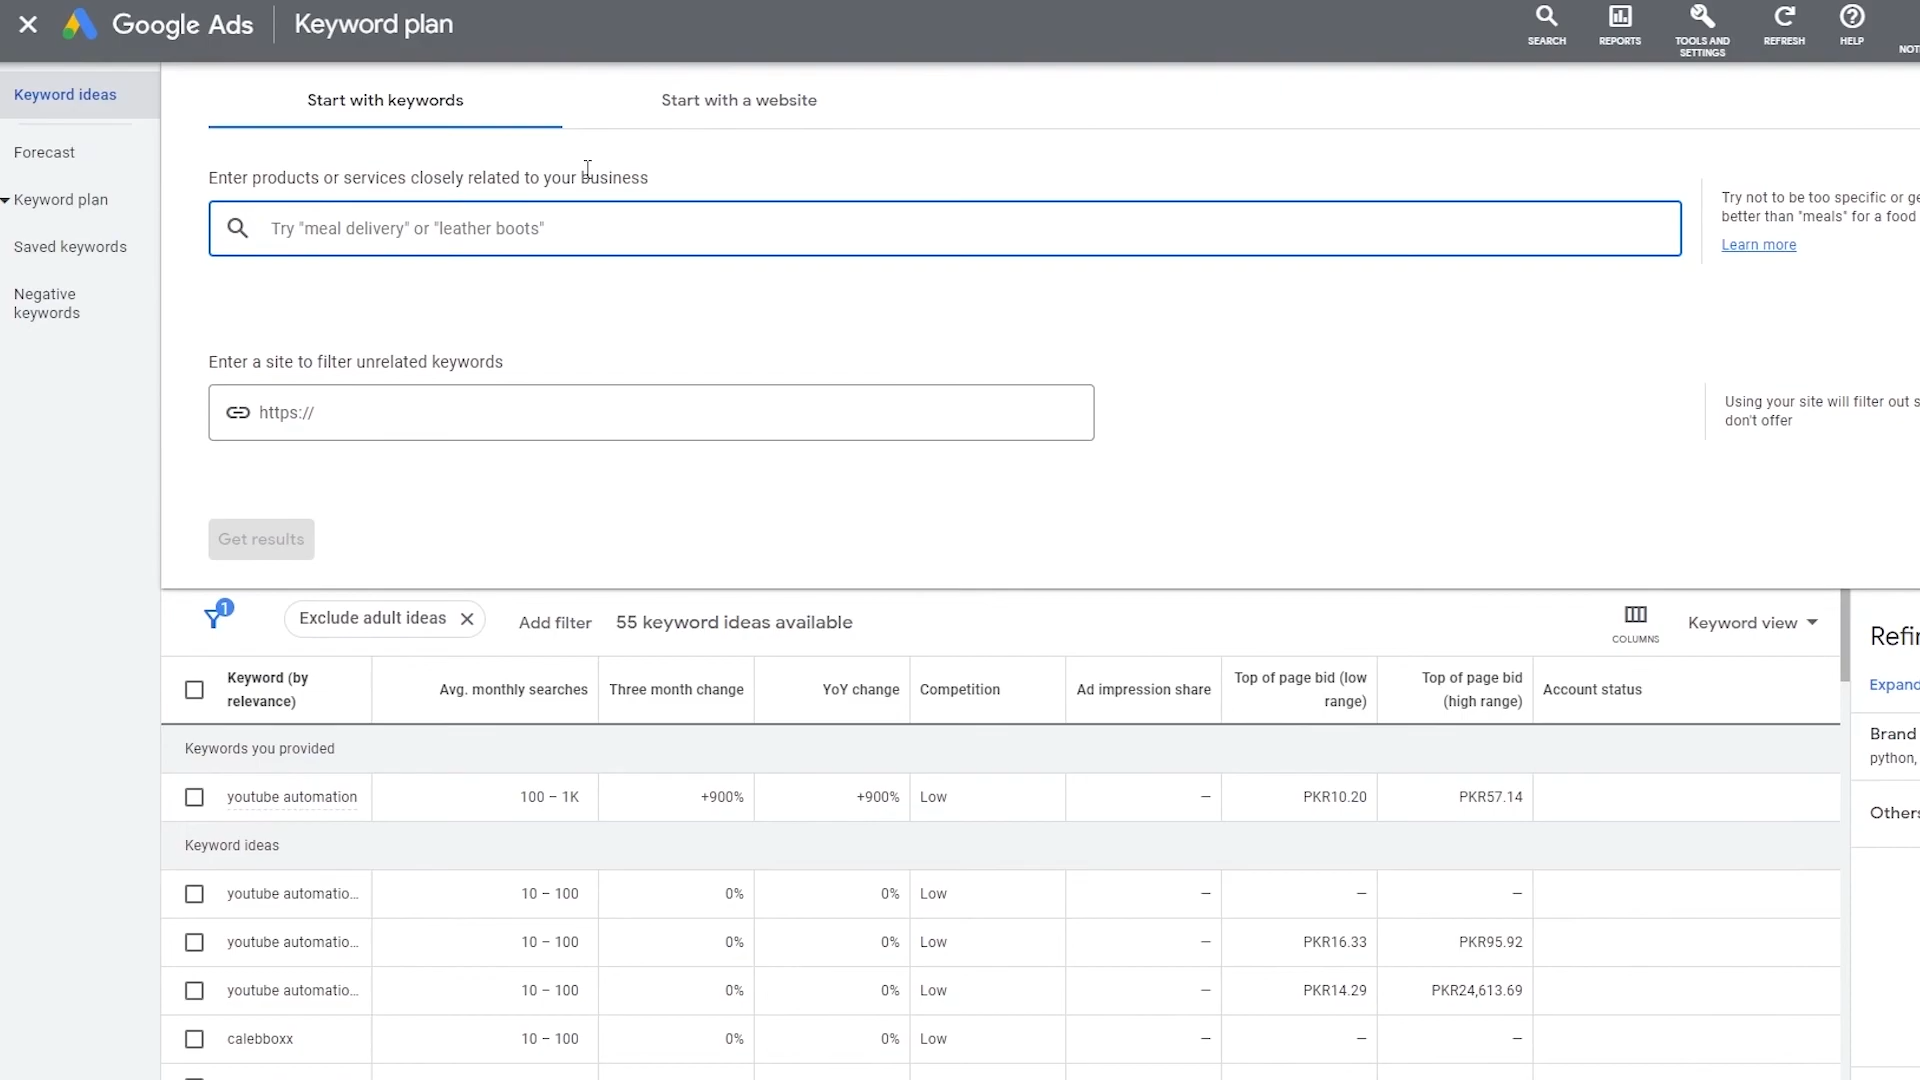 Google Ads
Keyword plan
SEARCH
REPORTS
TOOLS AND
SETTINGS
REFRESH
HELP
Keyword ideas
Forecast
Keyword plan
Saved keywords
Negative
keywords
Start with keywords
Start with a website
Enter products or services closely related to your business
Try "meal delivery" or "leather boots"
Try not to be too specific or
better than "meals" for a food
Learn more
Enter a site to filter unrelated keywords
https://
Using your site will filter out
don't offer
Get results
1
Exclude adult ideas
Add filter
55 keyword ideas available
COLUMNS
Keyword view
Keyword (by
relevance)
Avg. monthly searches
Three month change
YoY change
Competition
Ad impression share
Top of page bid (low
range)
Top of page bid
(high range)
Account status
Expand
Keywords you provided
Brand
python,
youtube automation 100 – 1K +900% +900% Low – PKR10.20 PKR57.14
Others
Keyword ideas
youtube automatio... 10 – 100 0% 0% Low – – –
youtube automatio... 10 – 100 0% 0% Low – PKR16.33 PKR95.92
youtube automatio... 10 – 100 0% 0% Low – PKR14.29 PKR24,613.69
calebboxx 10 – 100 0% 0% Low – – –